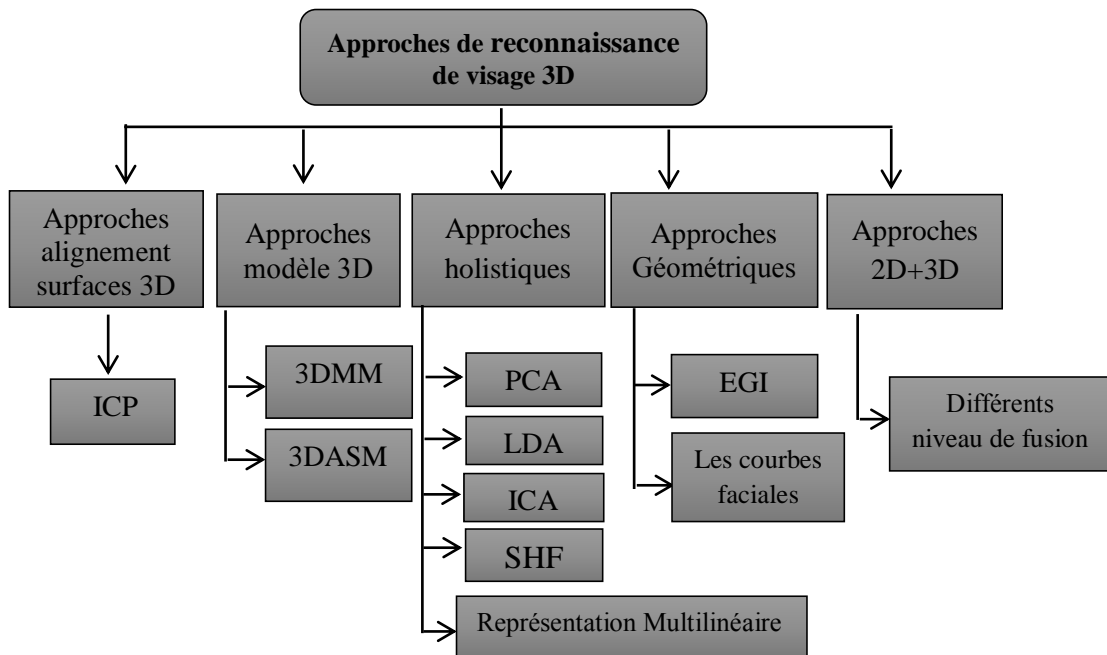 Approches de reconnaissance
de visage 3D
Approches
alignement
surfaces 3D
Approches
modèle 3D
Approches
holistiques
Approches
Géométriques
Approches
2D+3D
ICP
3DMM
3DASM
PCA
LDA
ICA
SHF
Représentation Multilinéaire
EGI
Les courbes
faciales
Différents
niveau de fusion